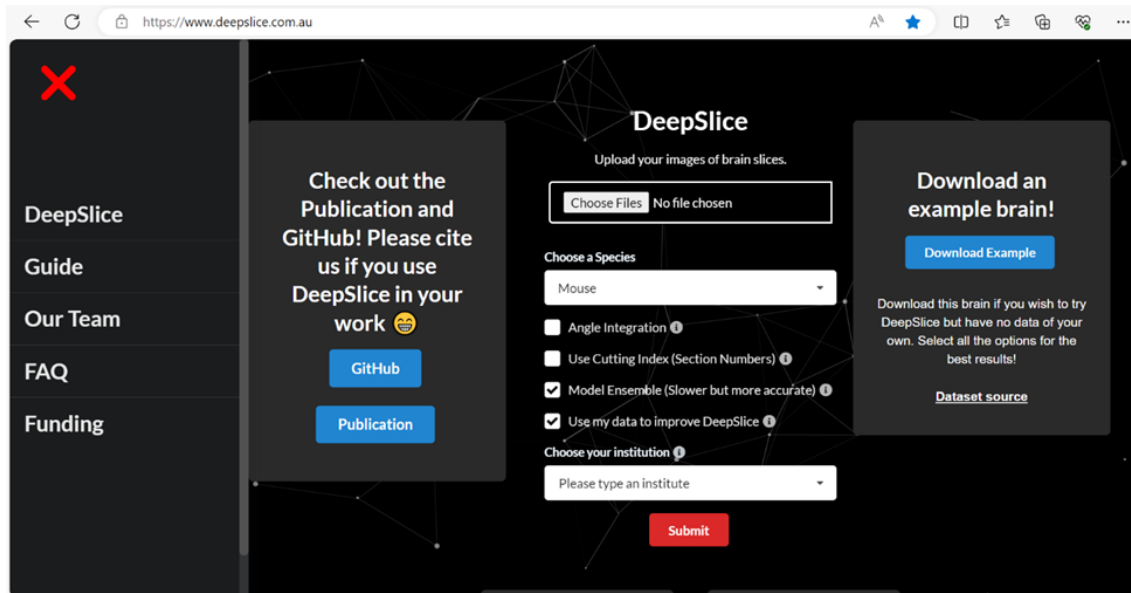 https://www.deepslice.com.au
DeepSlice
Guide
Our Team
FAQ
Funding
Check out the
Publication and
GitHub! Please cite
us if you use
DeepSlice in your
work 😁
GitHub
Publication
DeepSlice
Upload your images of brain slices.
Choose Files No file chosen
Choose a Species
Mouse
Angle Integration
Use Cutting Index (Section Numbers)
Model Ensemble (Slower but more accurate)
Use my data to improve DeepSlice
Choose your institution
Please type an institute
Submit
Download an
example brain!
Download Example
Download this brain if you wish to try
DeepSlice but have no data of your
own. Select all the options for the
best results!
Dataset source